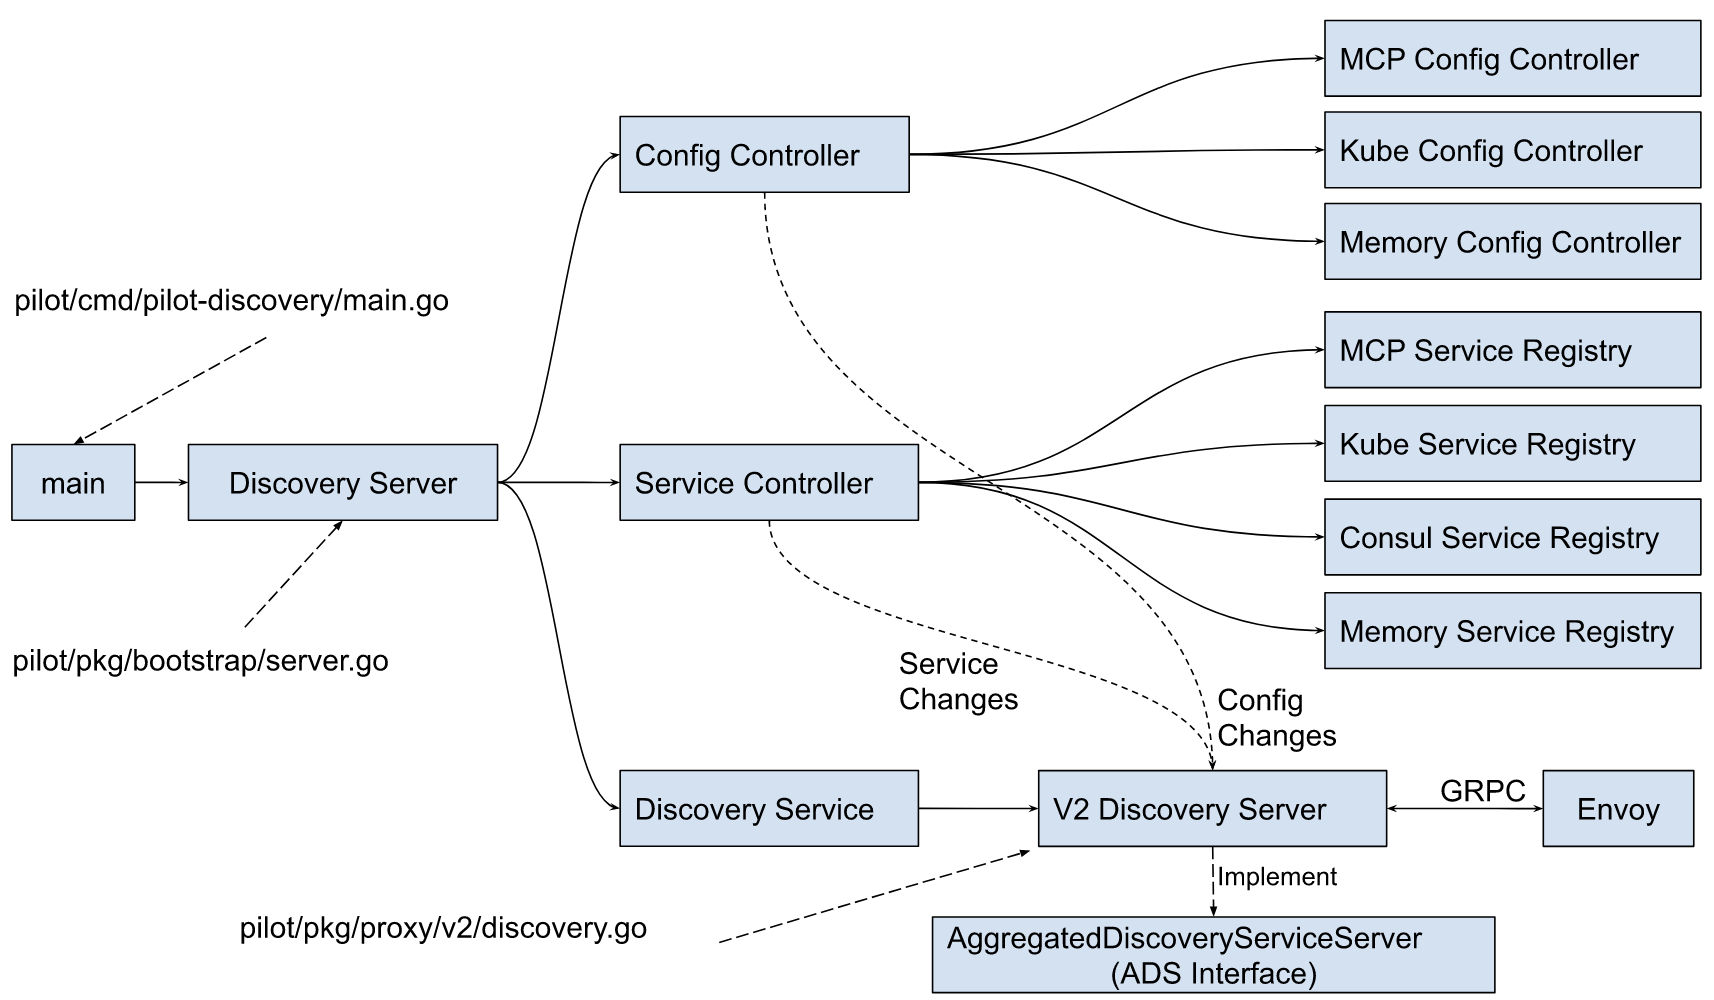 MCP Config Controller
Config Controller
Kube Config Controller
Memory Config Controller
pilot/cmd/pilot-discovery/main.go
MCP Service Registry
Kube Service Registry
main
Discovery Server
Service Controller
Consul Service Registry
Memory Service Registry
pilot/pkg/bootstrap/server.go
Service
Changes
Config
Changes
Discovery Service
V2 Discovery Server
GRPC
Envoy
Implement
pilot/pkg/proxy/v2/discovery.go
AggregatedDiscoveryServiceServer
(ADS Interface)